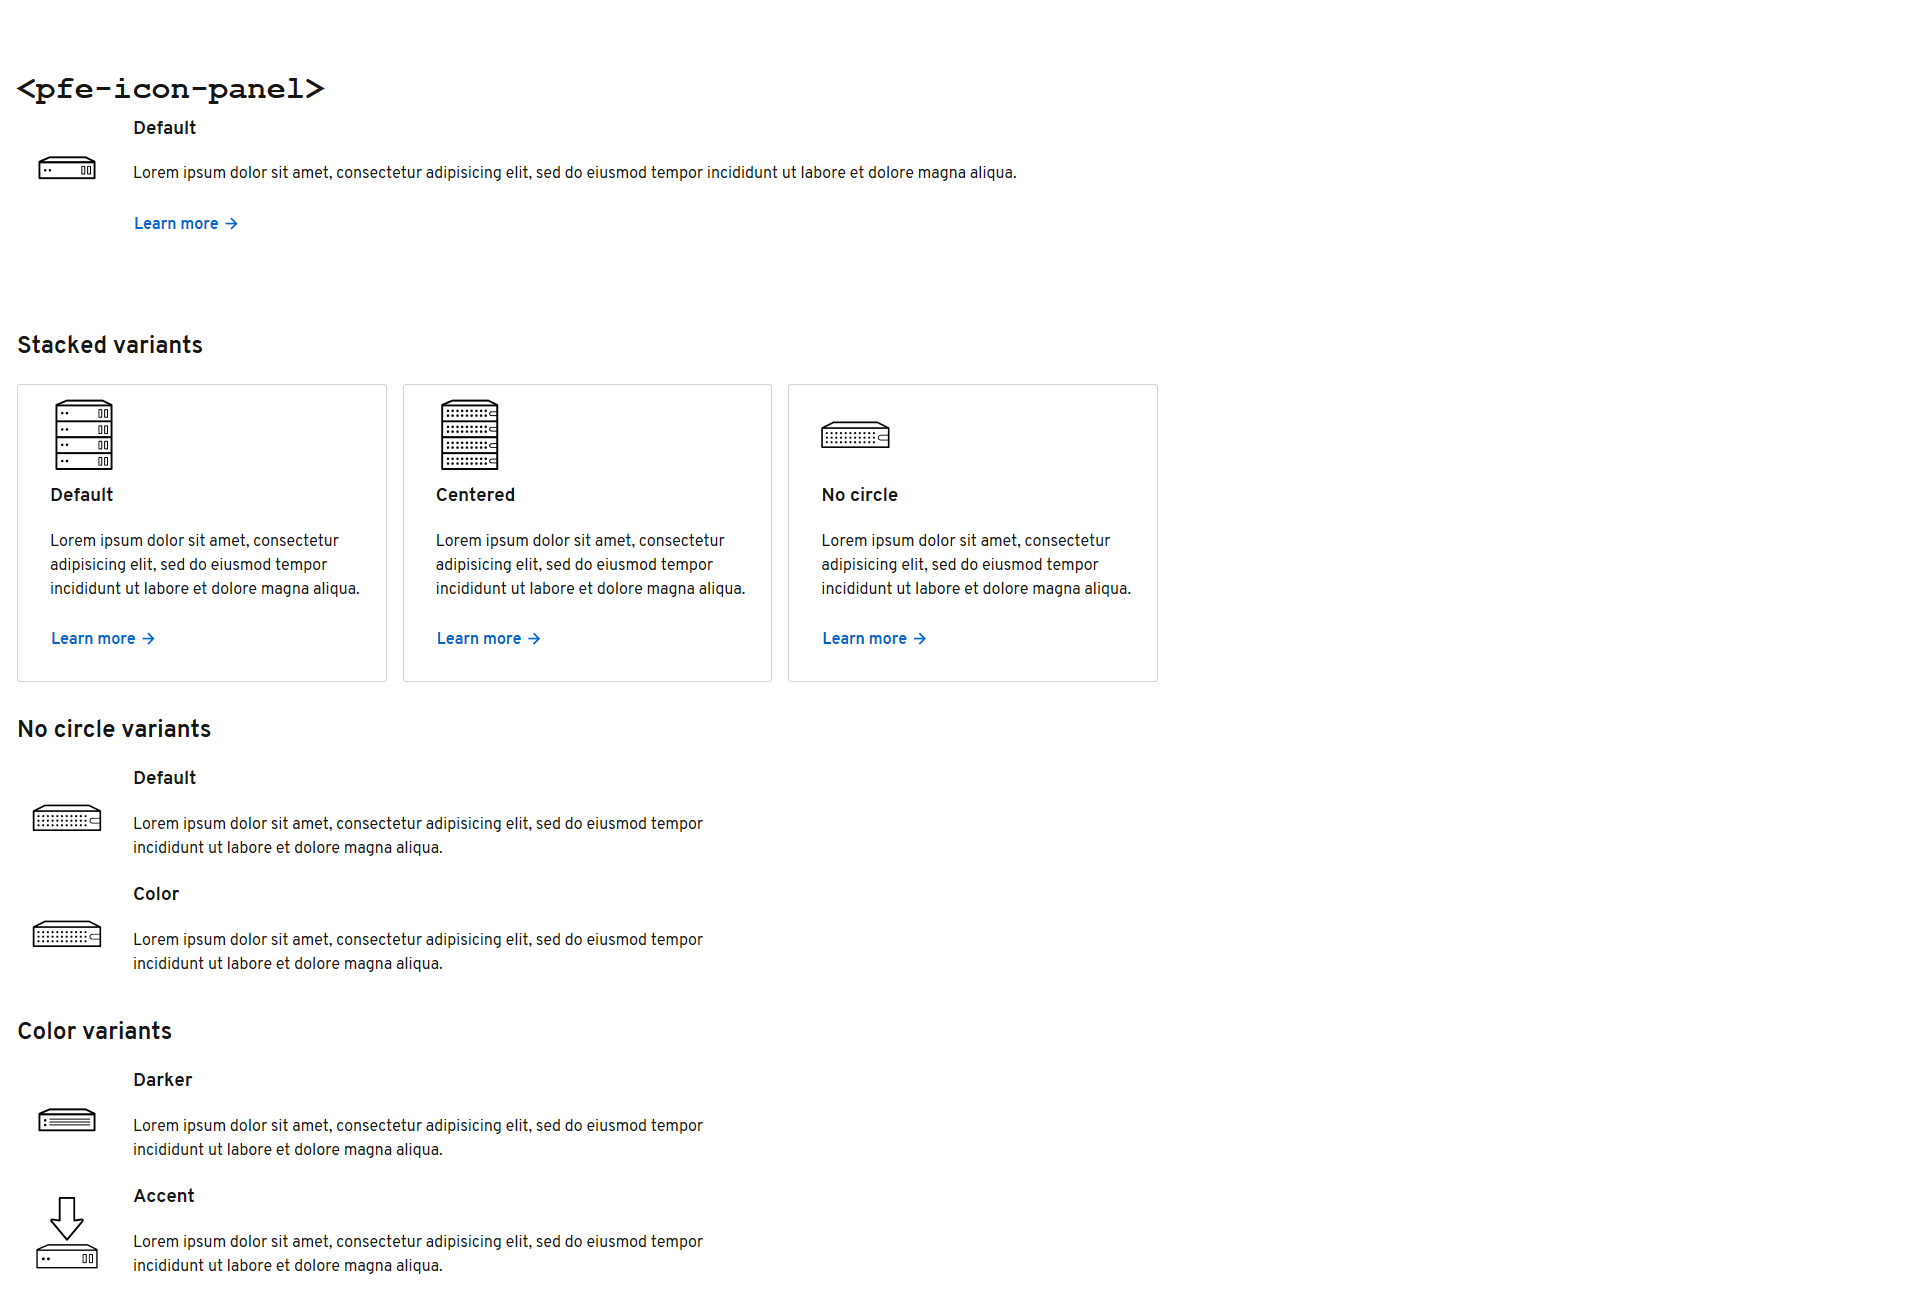 <pfe-icon-panel>
Default
Lorem ipsum dolor sit amet, consectetur adipisicing elit, sed do eiusmod tempor incididunt ut labore et dolore magna aliqua.
Learn more →
Stacked variants
Default
Lorem ipsum dolor sit amet, consectetur
adipisicing elit, sed do eiusmod tempor
incididunt ut labore et dolore magna aliqua.
Learn more →
Centered
Lorem ipsum dolor sit amet, consectetur
adipisicing elit, sed do eiusmod tempor
incididunt ut labore et dolore magna aliqua.
Learn more →
No circle
Lorem ipsum dolor sit amet, consectetur
adipisicing elit, sed do eiusmod tempor
incididunt ut labore et dolore magna aliqua.
Learn more →
No circle variants
Default
Lorem ipsum dolor sit amet, consectetur adipisicing elit, sed do eiusmod tempor
incididunt ut labore et dolore magna aliqua.
Color
Lorem ipsum dolor sit amet, consectetur adipisicing elit, sed do eiusmod tempor
incididunt ut labore et dolore magna aliqua.
Color variants
Darker
Lorem ipsum dolor sit amet, consectetur adipisicing elit, sed do eiusmod tempor
incididunt ut labore et dolore magna aliqua.
Accent
Lorem ipsum dolor sit amet, consectetur adipisicing elit, sed do eiusmod tempor
incididunt ut labore et dolore magna aliqua.